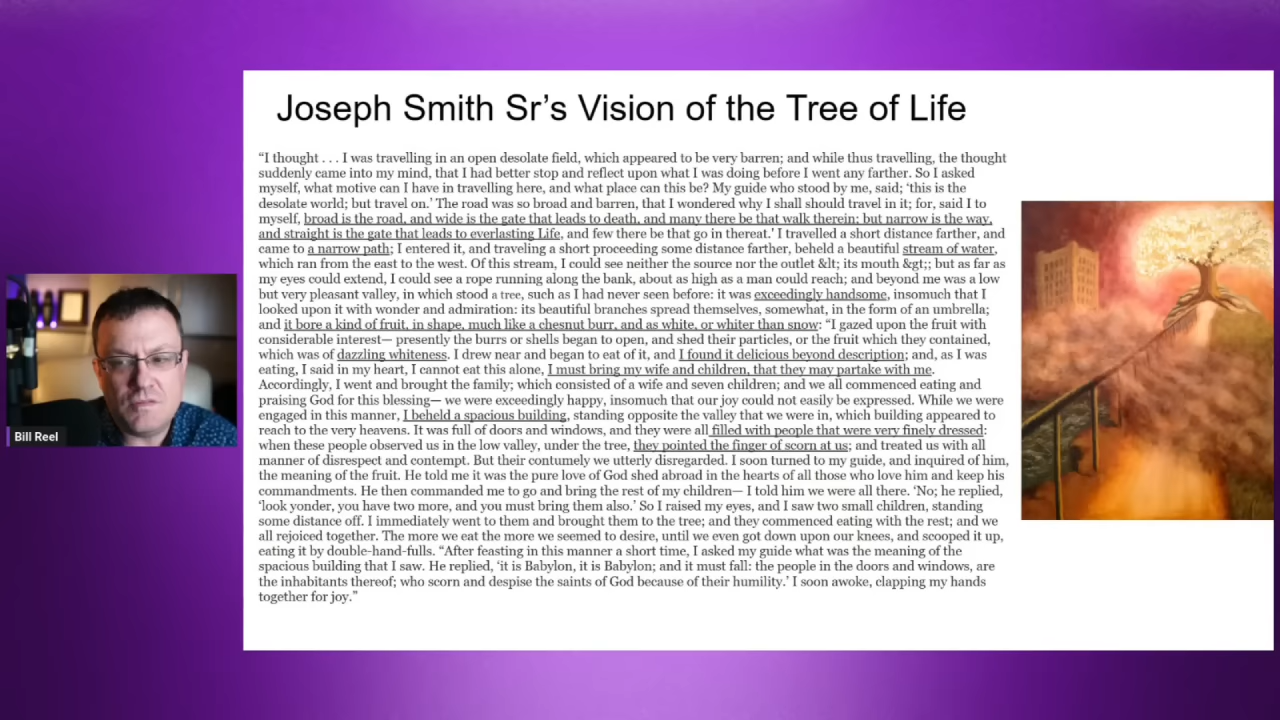 Joseph Smith Sr’s Vision of the Tree of Life
“I thought . . . I was travelling in an open desolate field, which appeared to be very barren; and while thus travelling, the thought
suddenly came into my mind, that I had better stop and reflect upon what I was doing before I went any farther. So I asked
myself, what motive can I have in travelling here, and what place can this be? My guide who stood by me, said; ‘this is the
desolate world; but travel on.’ The road was so broad and barren, that I wondered why I shall should travel in it; for, said I to
myself, broad is the road, and wide is the gate that leads to death, and many there be that walk therein; but narrow is the way,
and straight is the gate that leads to everlasting Life, and few there be that go in thereat.’ I travelled a short distance farther, and
came to a narrow path; I entered it, and traveling a short proceeding some distance farther, beheld a beautiful stream of water,
which ran from the east to the west. Of this stream, I could see neither the source nor the outlet &lt; its mouth &gt;; but as far as
my eyes could extend, I could see a rope running along the bank, about as high as a man could reach; and beyond me was a low
but very pleasant valley, in which stood a tree, such as I had never seen before: it was exceedingly handsome, insomuch that I
looked upon it with wonder and admiration: its beautiful branches spread themselves, somewhat, in the form of an umbrella;
and it bore a kind of fruit, in shape, much like a chesnut burr, and as white, or whiter than snow: “I gazed upon the fruit with
considerable interest— presently the burrs or shells began to open, and shed their particles, or the fruit which they contained,
which was of dazzling whiteness. I drew near and began to eat of it, and I found it delicious beyond description; and, as I was
eating, I said in my heart, I cannot eat this alone, I must bring my wife and children, that they may partake with me.
Accordingly, I went and brought the family; which consisted of a wife and seven children; and we all commenced eating and
praising God for this blessing— we were exceedingly happy, insomuch that our joy could not easily be expressed. While we were
engaged in this manner, I beheld a spacious building, standing opposite the valley that we were in, which building appeared to
reach to the very heavens. It was full of doors and windows, and they were all filled with people that were very finely dressed:
when these people observed us in the low valley, under the tree, they pointed the finger of scorn at us; and treated us with all
manner of disrespect and contempt. But their contumely we utterly disregarded. I soon turned to my guide, and inquired of him,
the meaning of the fruit. He told me it was the pure love of God shed abroad in the hearts of all those who love him and keep his
commandments. He then commanded me to go and bring the rest of my children— I told him we were all there. ‘No; he replied,
‘look yonder, you have two more, and you must bring them also.’ So I raised my eyes, and I saw two small children, standing
some distance off. I immediately went to them and brought them to the tree; and they commenced eating with the rest; and we
all rejoiced together. The more we eat the more we seemed to desire, until we even got down upon our knees, and scooped it up,
eating it by double-hand-fulls. “After feasting in this manner a short time, I asked my guide what was the meaning of the
spacious building that I saw. He replied, ‘it is Babylon, it is Babylon; and it must fall: the people in the doors and windows, are
the inhabitants thereof; who scorn and despise the saints of God because of their humility.’ I soon awoke, clapping my hands
together for joy.”
Bill Reel